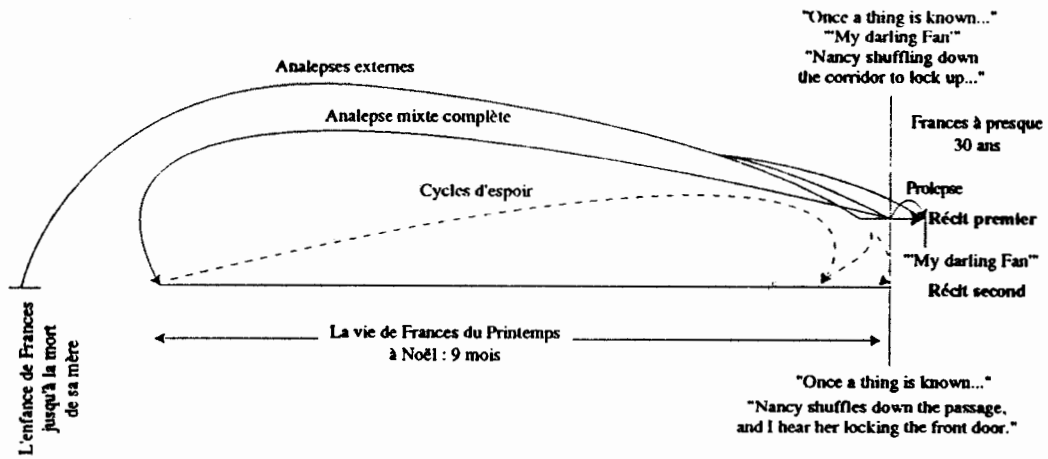 "Once a thing is known..."
"'My darling Fan'"
"Nancy shuffling down
the corridor to lock up..."
Analepses externes
Analepse mixte complète
Frances à presque
30 ans
Cycles d'espoir
Prolepse
Récit premier
"'My darling Fan'"
Récit second
L'enfance de Frances
jusqu'à la mort
de sa mère
La vie de Frances du Printemps
à Noël : 9 mois
"Once a thing is known..."
"Nancy shuffles down the passage,
and I hear her locking the front door."